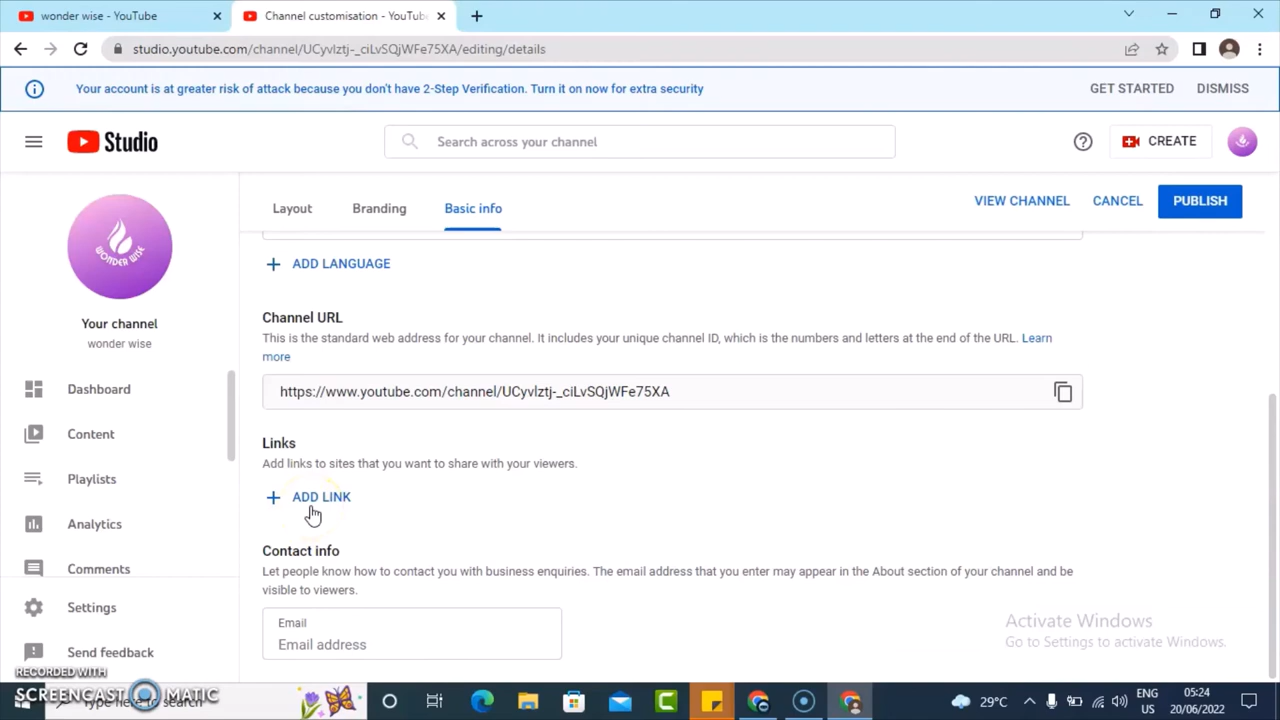 wonder wise - YouTube
Channel customisation - YouTub
studio.youtube.com/channel/UCyvlztj-_ciLvSQjWFe75XA/editing/details
Your account is at greater risk of attack because you don't have 2-Step Verification. Turn it on now for extra security
GET STARTED
DISMISS
Studio
Search across your channel
CREATE
Layout
Branding
Basic info
VIEW CHANNEL
CANCEL
PUBLISH
WONDER WISE
Your channel
wonder wise
Dashboard
Content
Playlists
Analytics
Comments
Settings
Send feedback
ADD LANGUAGE
Channel URL
This is the standard web address for your channel. It includes your unique channel ID, which is the numbers and letters at the end of the URL. Learn
more
https://www.youtube.com/channel/UCyvlztj-_ciLvSQjWFe75XA
Links
Add links to sites that you want to share with your viewers.
ADD LINK
Contact info
Let people know how to contact you with business enquiries. The email address that you enter may appear in the About section of your channel and be
visible to viewers.
Email
Email address
Activate Windows
Go to Settings to activate Windows.
RECORDED WITH
SCREENCAST MATIC
Type here to search
29°C
ENG
US
05:24
20/06/2022